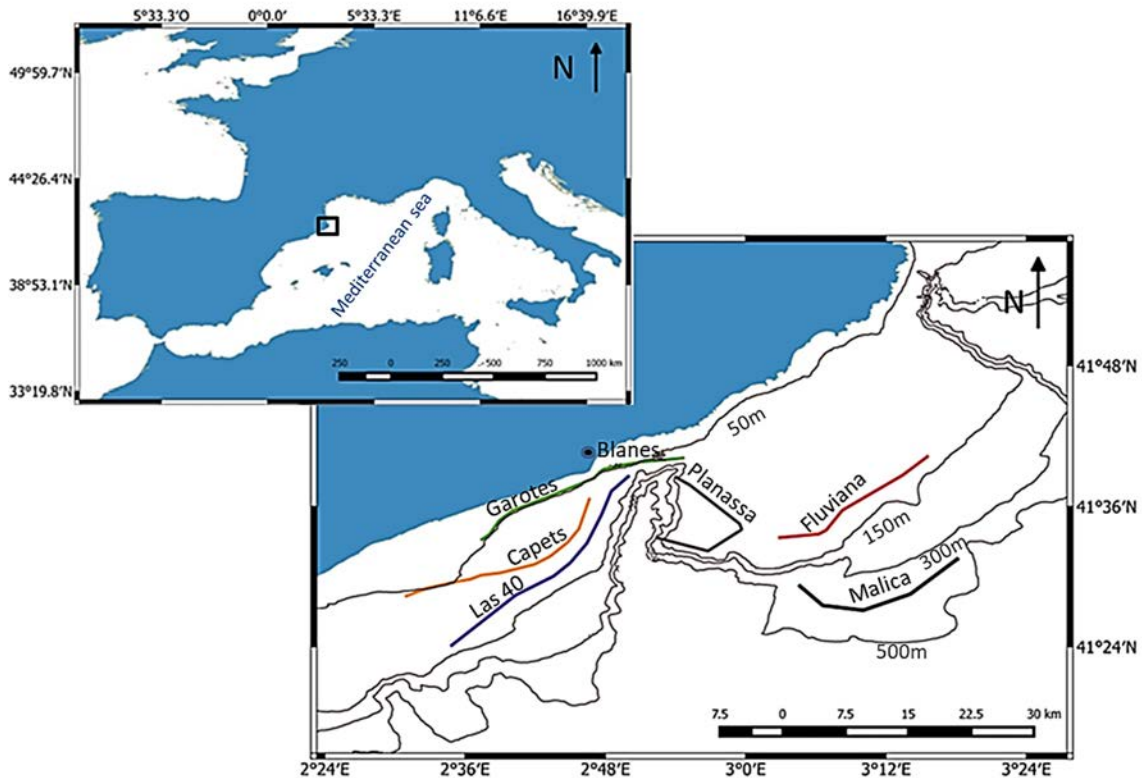 5°33.3'O 0°0.0' 5°33.3'E 11°6.6'E 16°39.9'E
49°59.7'N
N
44°26.4'N
38°53.1'N
Mediterranean sea
250 0 250 500 750 1000 km
33°19.8'N
N
41°48'N
50m
Blanes
Planassa
Garotes
Fluviana
41°36'N
150m
Capets
300m
Malica
Las 40
500m
41°24'N
7.5 0 7.5 15 22.5 30 km
2°24'E 2°36'E 2°48'E 3°0'E 3°12'E 3°24'E